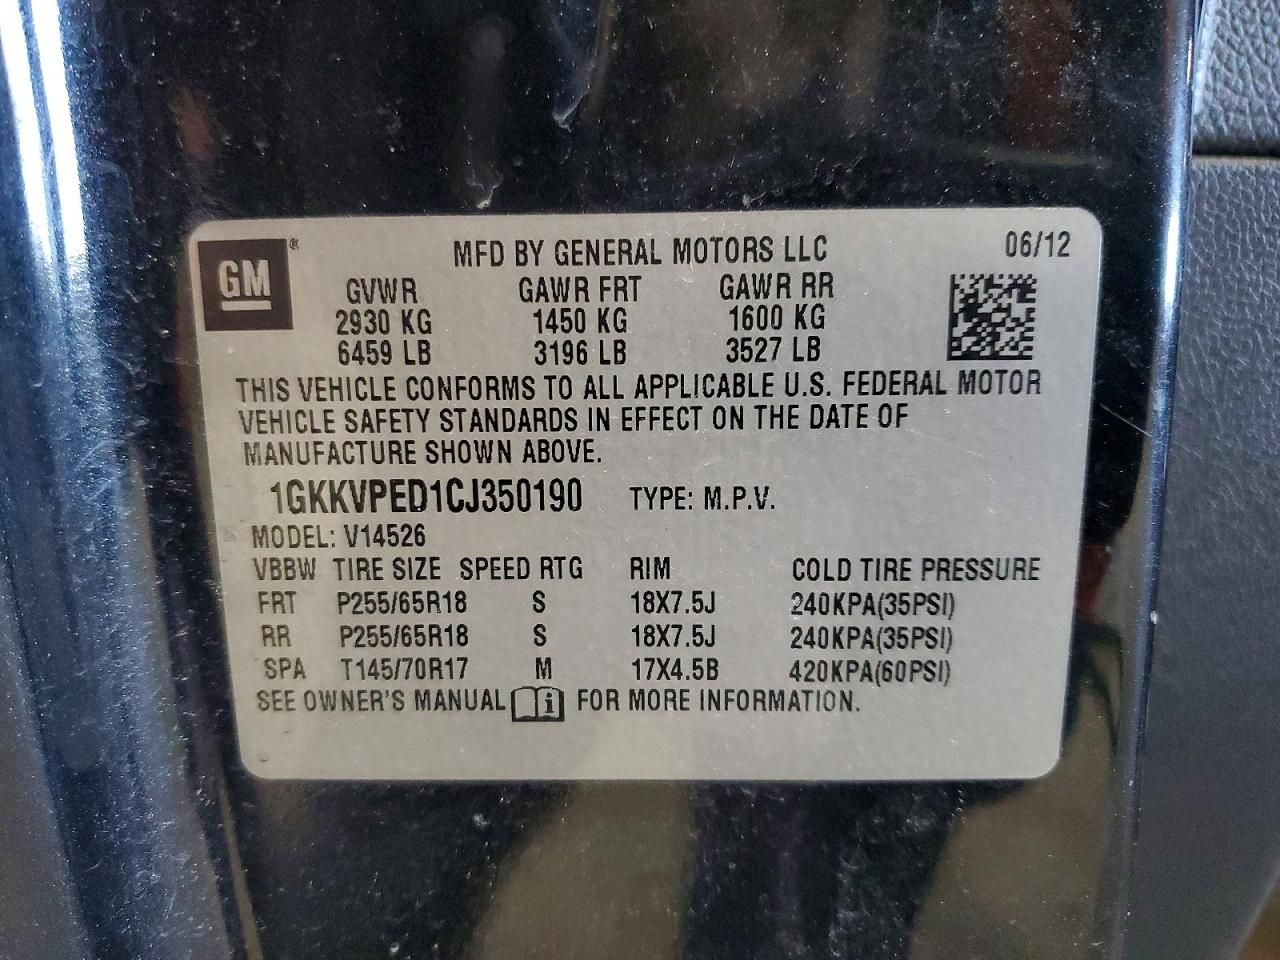 GM®
MFD BY GENERAL MOTORS LLC 06/12
GVWR GAWR FRT GAWR RR
2930 KG 1450 KG 1600 KG
6459 LB 3196 LB 3527 LB
THIS VEHICLE CONFORMS TO ALL APPLICABLE U.S. FEDERAL MOTOR
VEHICLE SAFETY STANDARDS IN EFFECT ON THE DATE OF
MANUFACTURE SHOWN ABOVE.
1GKKVPED1CJ350190 TYPE: M.P.V.
MODEL: V14526
VBBW TIRE SIZE SPEED RTG RIM COLD TIRE PRESSURE
FRT P255/65R18 S 18X7.5J 240KPA(35PSI)
RR P255/65R18 S 18X7.5J 240KPA(35PSI)
SPA T145/70R17 M 17X4.5B 420KPA(60PSI)
SEE OWNER'S MANUAL i FOR MORE INFORMATION.